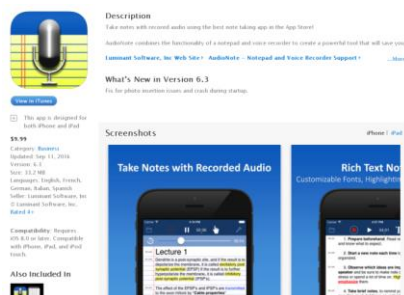 Description
Take notes with recorded audio using the best note taking app in the App Store!
AudioNote combines the functionality of a notepad and voice recorder to create a powerful tool that will save you
Luminant Software, Inc Web Site AudioNote - Notepad and Voice Recorder Support ...More
What's New in Version 6.3
Fix for photo insertion issues and crash during startup.
View in iTunes
This app is designed for
both iPhone and iPad
$9.99
Category: Business
Updated: Sep 13, 2016
Version: 6.3
Size: 33.2 MB
Languages: English, French,
German, Italian, Spanish
Seller: Luminant Software, Inc
© Luminant Software, Inc.
Rated 4+
Compatibility: Requires
iOS 8.0 or later. Compatible
with iPhone, iPad, and iPod
touch.
Also Included in
Screenshots
iPhone | iPad
Take Notes with Recorded Audio
Lecture 1
Rich Text No
Customizable Fonts, Highlightin